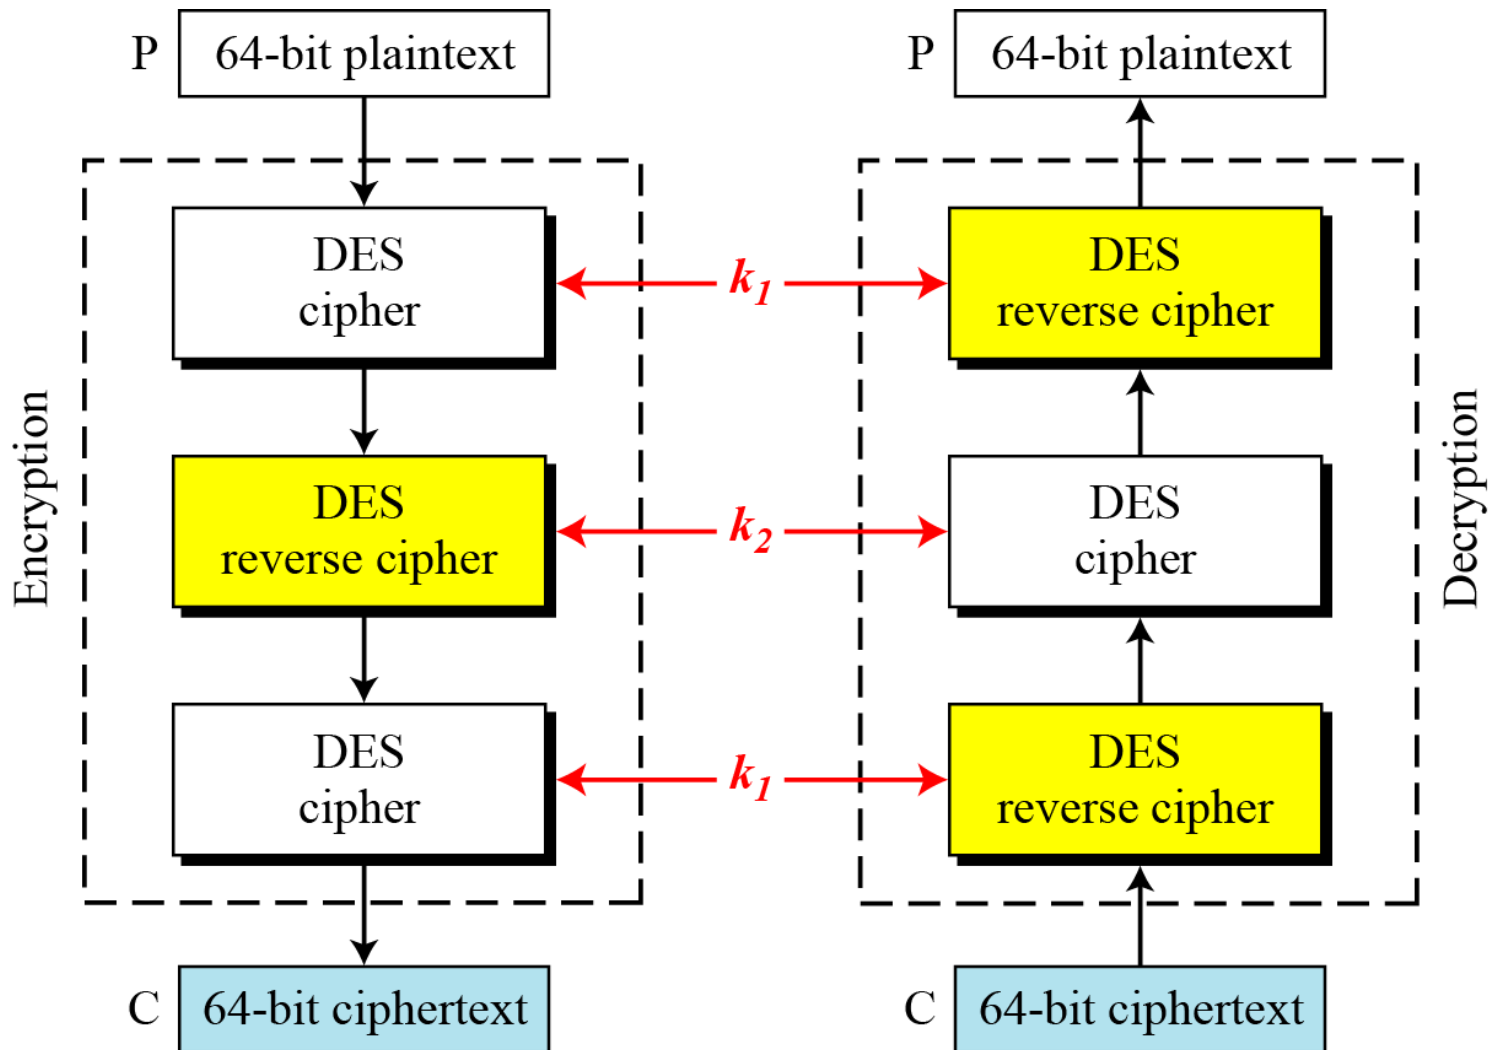 P
64-bit plaintext
P
64-bit plaintext
Encryption
DES
cipher
k1
DES
reverse cipher
DES
reverse cipher
k2
DES
cipher
DES
cipher
k1
DES
reverse cipher
Decryption
C
64-bit ciphertext
C
64-bit ciphertext